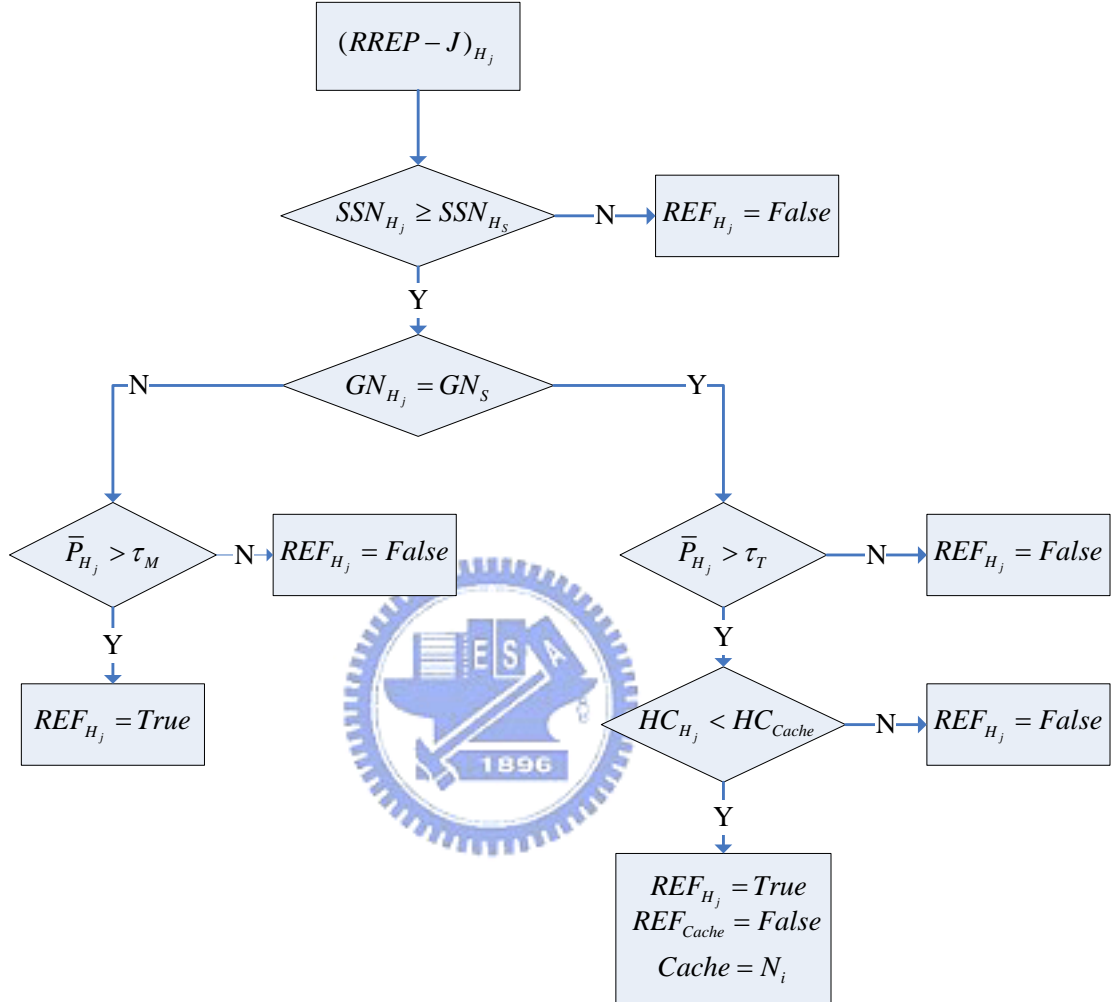 (RREP − J)_{H_j}
SSN_{H_j} ≥ SSN_{H_S}
N
REF_{H_j} = False
Y
GN_{H_j} = GN_S
N
Y
P̅_{H_j} > τ_M
N
REF_{H_j} = False
P̅_{H_j} > τ_T
N
REF_{H_j} = False
Y
Y
REF_{H_j} = True
HC_{H_j} < HC_{Cache}
N
REF_{H_j} = False
E S A
1896
Y
REF_{H_j} = True
REF_{Cache} = False
Cache = N_i